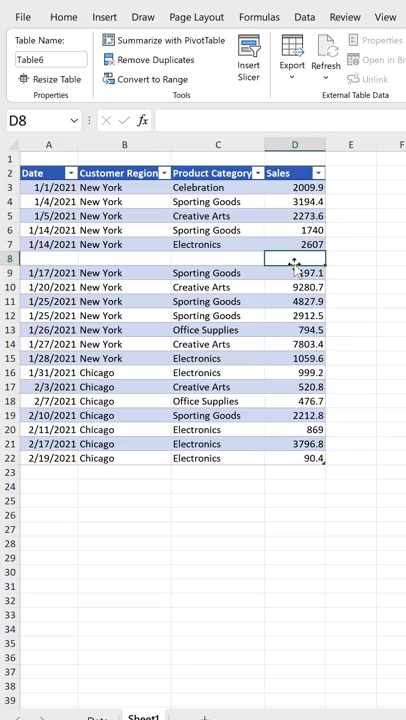 File Home Insert Draw Page Layout Formulas Data Review View
Table Name:
Table6
Resize Table
Properties
Summarize with PivotTable
Remove Duplicates
Convert to Range
Tools
Insert
Slicer
Export
Refresh
Properties
Open in Br
Unlink
External Table Data
D8
fx
A B C D E F
1
2 Date Customer Region Product Category Sales
3 1/1/2021 New York Celebration 2009.9
4 1/4/2021 New York Sporting Goods 3194.4
5 1/5/2021 New York Creative Arts 2273.6
6 1/14/2021 New York Sporting Goods 1740
7 1/14/2021 New York Electronics 2607
8
9 1/17/2021 New York Sporting Goods 97.1
10 1/20/2021 New York Creative Arts 9280.7
11 1/25/2021 New York Sporting Goods 4827.9
12 1/25/2021 New York Sporting Goods 2912.5
13 1/26/2021 New York Office Supplies 794.5
14 1/27/2021 New York Creative Arts 7803.4
15 1/28/2021 New York Electronics 1059.6
16 1/31/2021 Chicago Electronics 999.2
17 2/3/2021 Chicago Creative Arts 520.8
18 2/7/2021 Chicago Office Supplies 476.7
19 2/10/2021 Chicago Sporting Goods 2212.8
20 2/11/2021 Chicago Electronics 869
21 2/17/2021 Chicago Electronics 3796.8
22 2/19/2021 Chicago Electronics 90.4
23
24
25
26
27
28
29
30
31
32
33
34
35
36
37
38
39
Data Sheet1